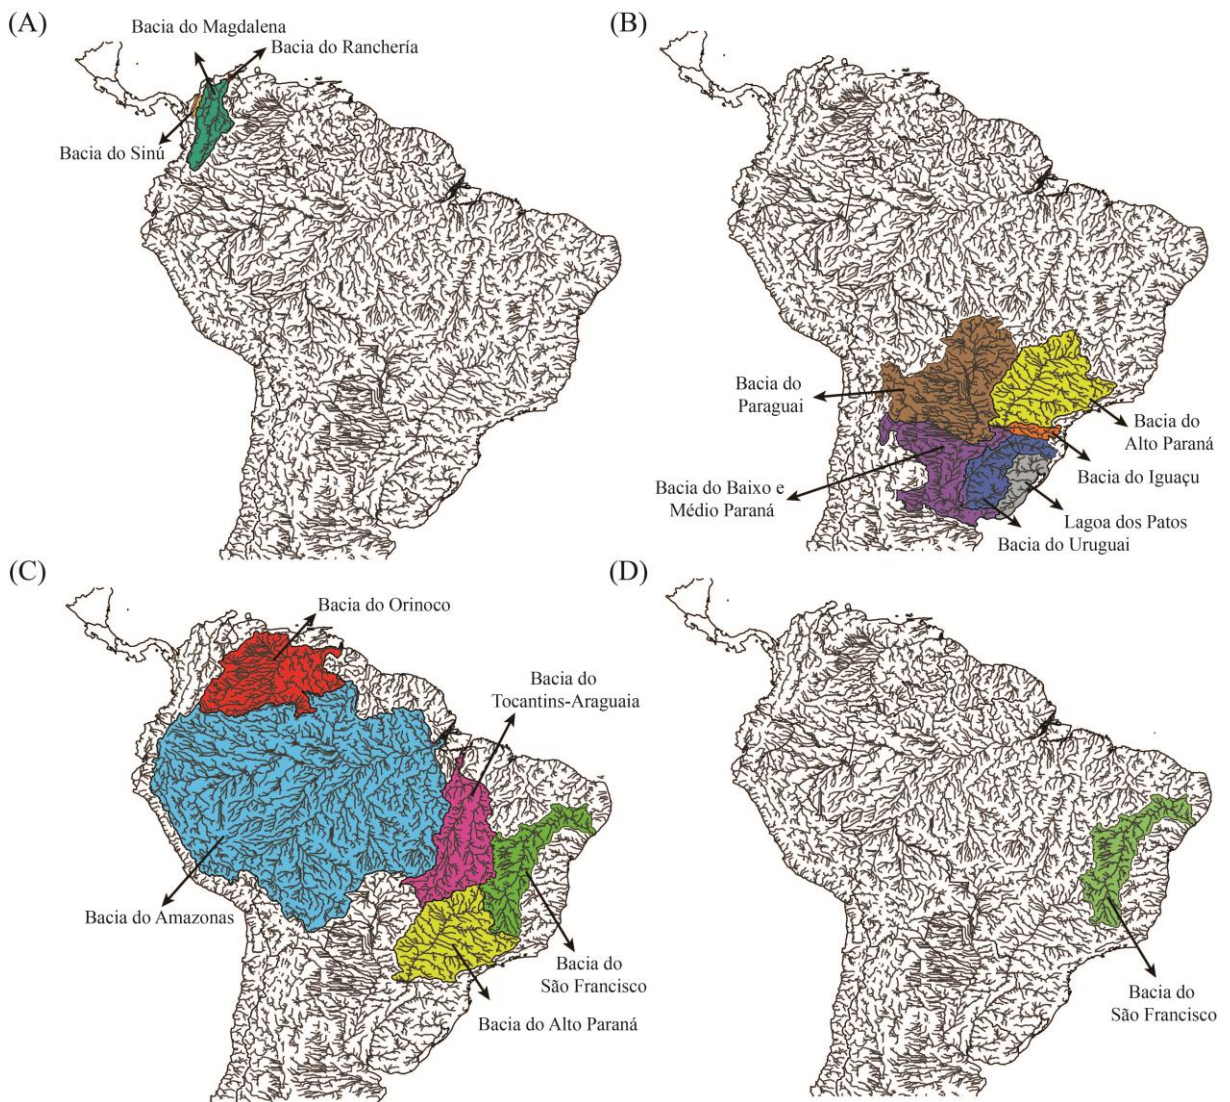 (A)
Bacia do Magdalena
Bacia do Ranchería
Bacia do Sinú
(B)
Bacia do
Paraguai
Bacia do
Alto Paraná
Bacia do Iguaçu
Bacia do Baixo e
Médio Paraná
Lagoa dos Patos
Bacia do Uruguai
(C)
Bacia do Orinoco
Bacia do
Tocantins-Araguaia
Bacia do Amazonas
Bacia do
São Francisco
Bacia do Alto Paraná
(D)
Bacia do
São Francisco